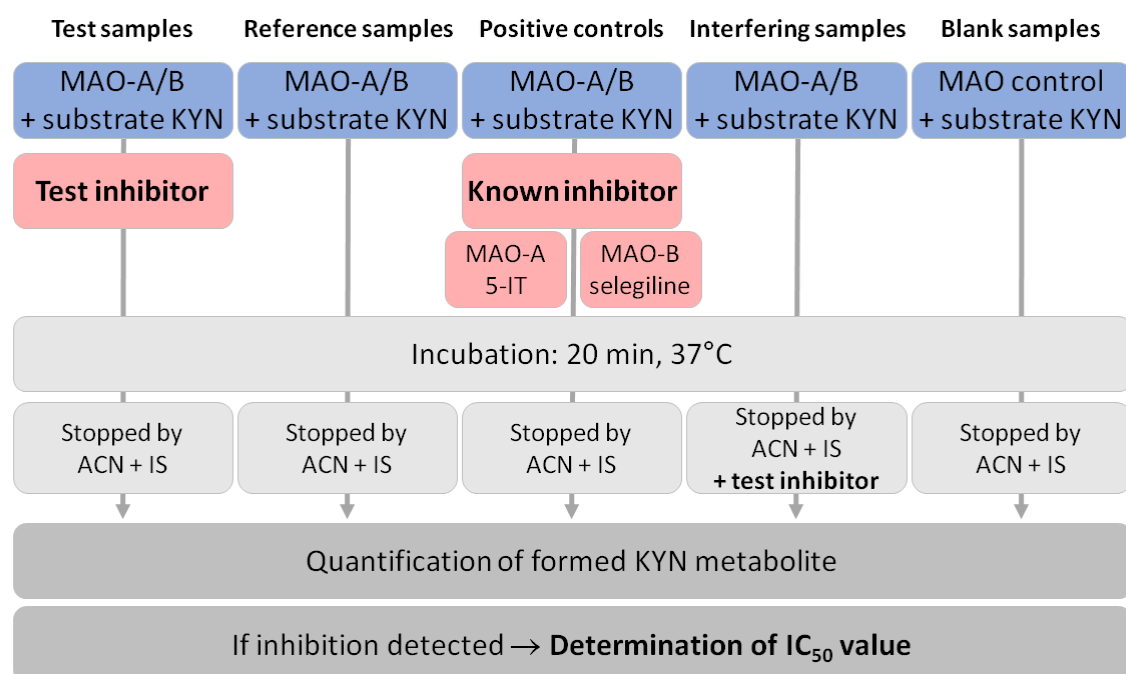 Test samples
Reference samples
Positive controls
Interfering samples
Blank samples
MAO-A/B
+ substrate KYN
MAO-A/B
+ substrate KYN
MAO-A/B
+ substrate KYN
MAO-A/B
+ substrate KYN
MAO control
+ substrate KYN
Test inhibitor
Known inhibitor
MAO-A
5-IT
MAO-B
selegiline
Incubation: 20 min, 37°C
Stopped by
ACN + IS
Stopped by
ACN + IS
Stopped by
ACN + IS
Stopped by
ACN + IS
+ test inhibitor
Stopped by
ACN + IS
Quantification of formed KYN metabolite
If inhibition detected → Determination of IC₅₀ value